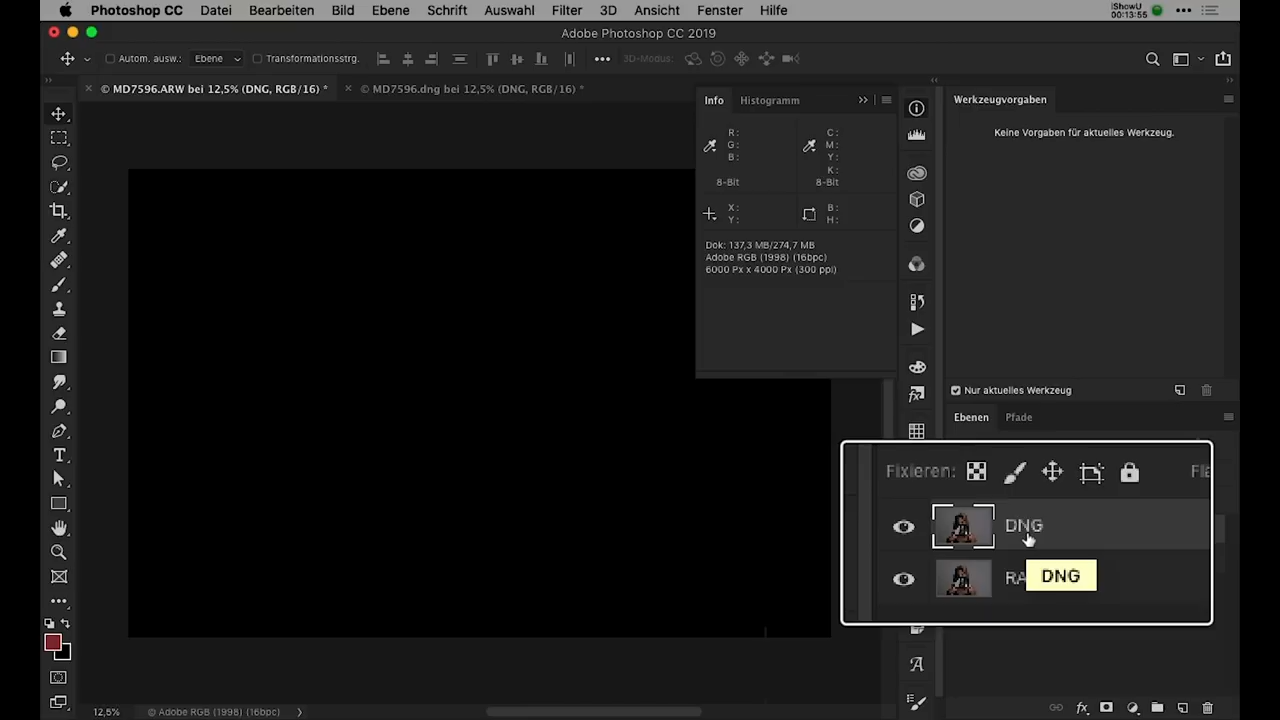 Photoshop CC Datei Bearbeiten Bild Ebene Schrift Auswahl Filter 3D Ansicht Fenster Hilfe
iShowU
00:13:55
Adobe Photoshop CC 2019
Autom. ausw.: Ebene Transformationsstrg. 3D-Modus:
© MD7596.ARW bei 12,5% (DNG, RGB/16) *
© MD7596.dng bei 12,5% (DNG, RGB/16) *
Info Histogramm
Werkzeugvorgaben
Keine Vorgaben für aktuelles Werkzeug.
R: C:
G: M:
B: Y:
K:
8-Bit 8-Bit
X: B:
Y: H:
Dok: 137,3 MB/274,7 MB
Adobe RGB (1998) (16bpc)
6000 Px x 4000 Px (300 ppi)
Nur aktuelles Werkzeug
Ebenen Pfade
Fixieren:
DNG
DNG
12,5% © Adobe RGB (1998) (16bpc)